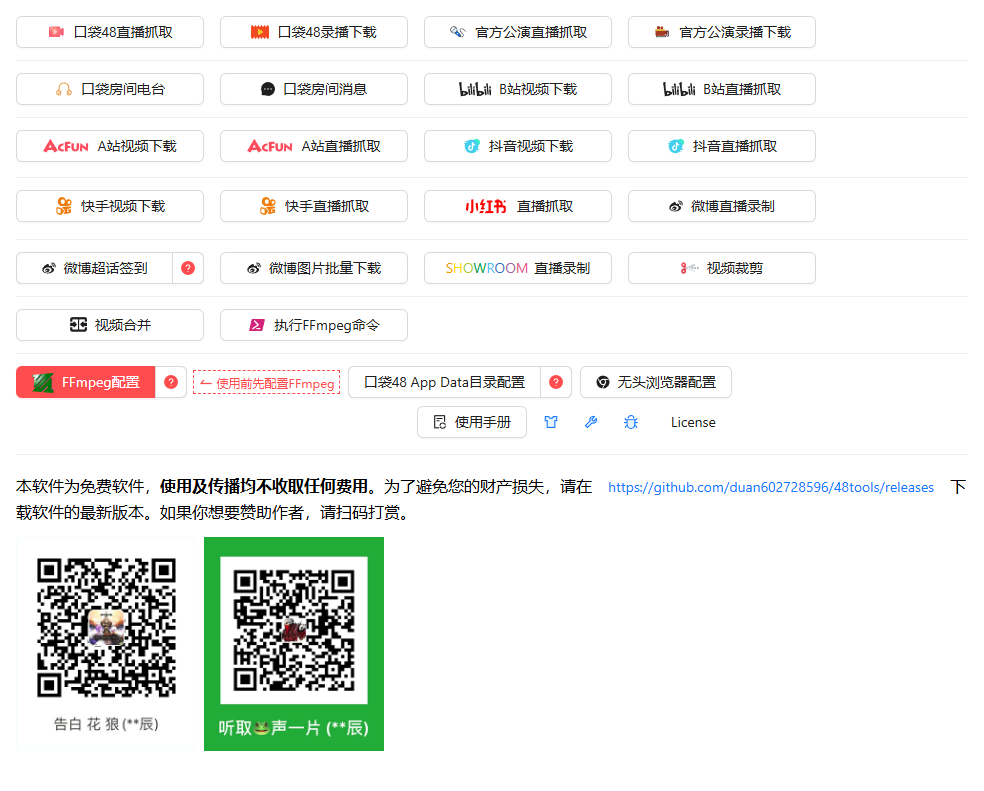 口袋48直播抓取 口袋48录播下载 官方公演直播抓取 官方公演录播下载
口袋房间电台 口袋房间消息 bilibili B站视频下载 bilibili B站直播抓取
ACFUN A站视频下载 ACFUN A站直播抓取 抖音视频下载 抖音直播抓取
快手视频下载 快手直播抓取 小红书 直播抓取 微博直播录制
微博超话签到 ? 微博图片批量下载 SHOWROOM 直播录制 视频裁剪
视频合并 执行FFmpeg命令
FFmpeg配置 ? ← 使用前先配置FFmpeg 口袋48 App Data目录配置 ? 无头浏览器配置
使用手册 License
本软件为免费软件，使用及传播均不收取任何费用。为了避免您的财产损失，请在 https://github.com/duan602728596/48tools/releases 下
载软件的最新版本。如果你想要赞助作者，请扫码打赏。
告白 花 狼(**辰) 听取🐸声一片 (**辰)